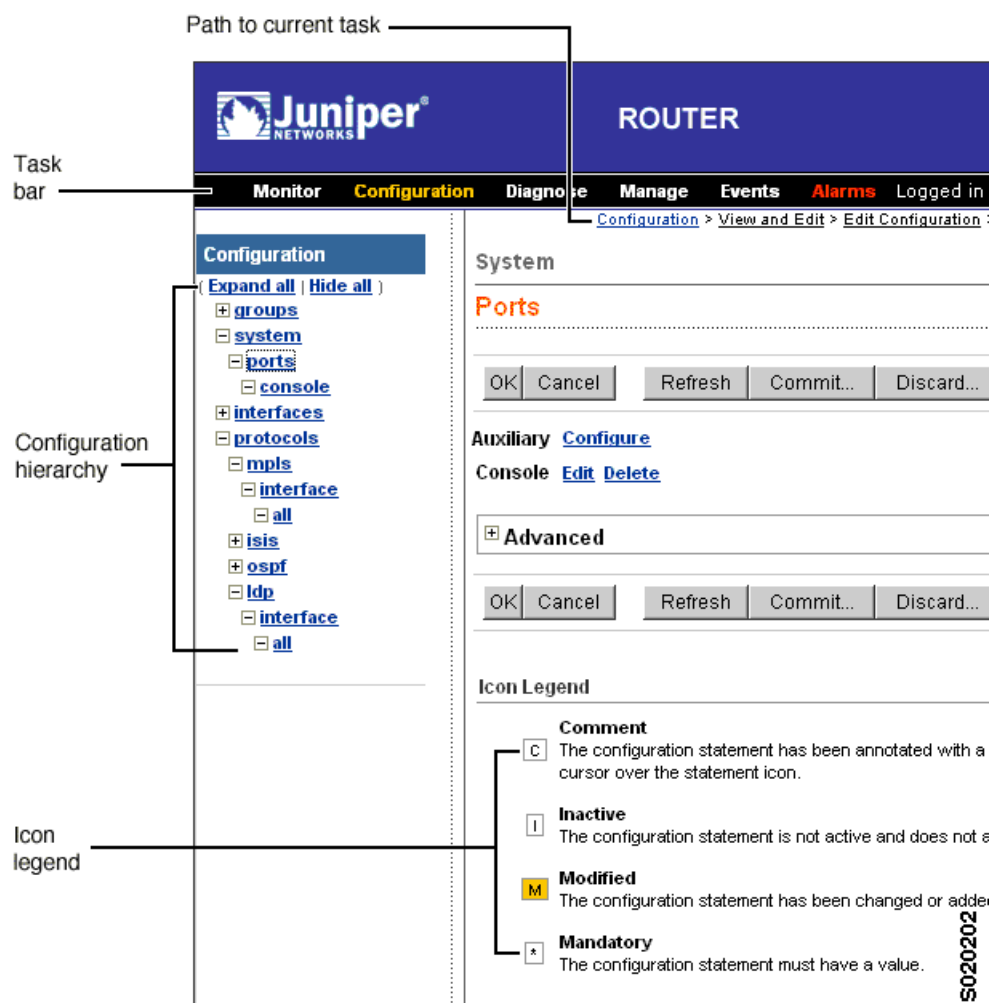 Path to current task
Juniper®
NETWORKS
ROUTER
Task
bar
Monitor Configuration Diagnose Manage Events Alarms Logged in
Configuration > View and Edit > Edit Configuration >
Configuration
( Expand all | Hide all )
groups
system
ports
console
interfaces
protocols
mpls
interface
all
isis
ospf
ldp
interface
all
Configuration
hierarchy
System
Ports
OK Cancel Refresh Commit... Discard...
Auxiliary Configure
Console Edit Delete
Advanced
OK Cancel Refresh Commit... Discard...
Icon Legend
Icon
legend
Comment
C The configuration statement has been annotated with a
cursor over the statement icon.
Inactive
I The configuration statement is not active and does not a
Modified
M The configuration statement has been changed or added
Mandatory
* The configuration statement must have a value.
S020202